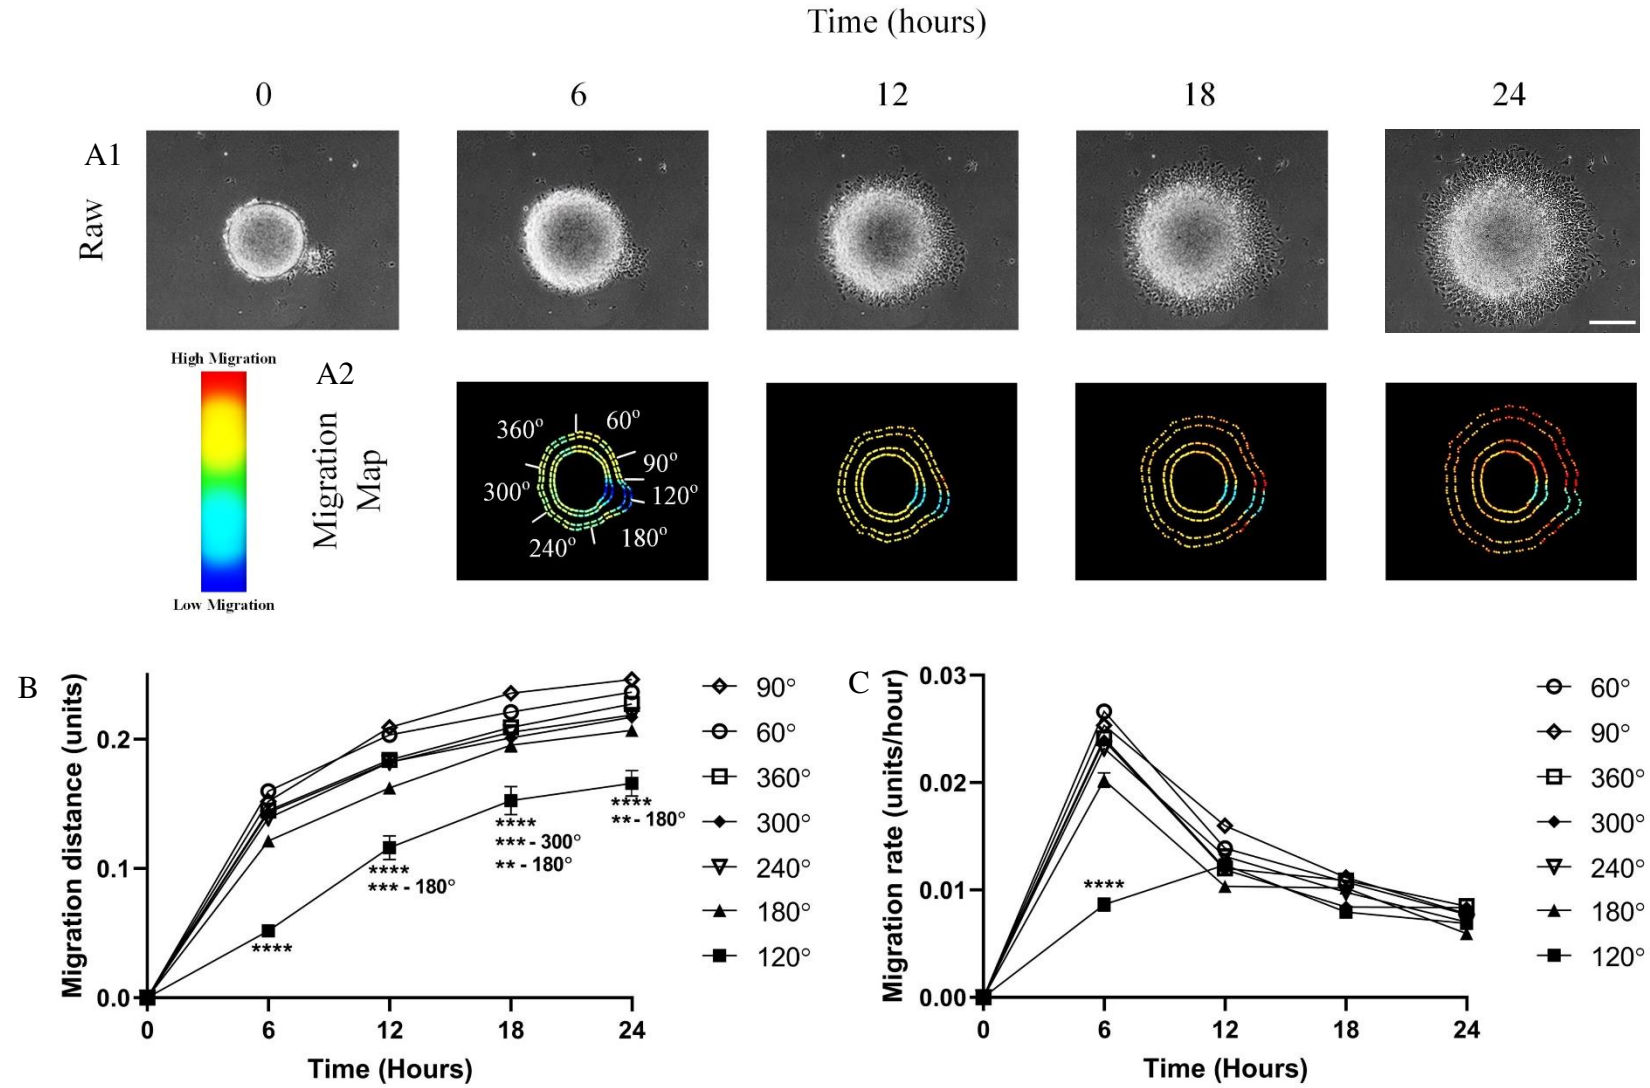 Time (hours)
0 6 12 18 24
A1
Raw
High Migration
Low Migration
A2
Migration
Map
360° 60°
90°
300° 120°
240° 180°
B
Migration distance (units)
0.2
0.1
0.0
0 6 12 18 24
Time (Hours)
****
****
*** - 180°
****
*** - 300°
** - 180°
****
** - 180°
90°
60°
360°
300°
240°
180°
120°
C
Migration rate (units/hour)
0.03
0.02
0.01
0.00
0 6 12 18 24
Time (Hours)
****
60°
90°
360°
300°
240°
180°
120°